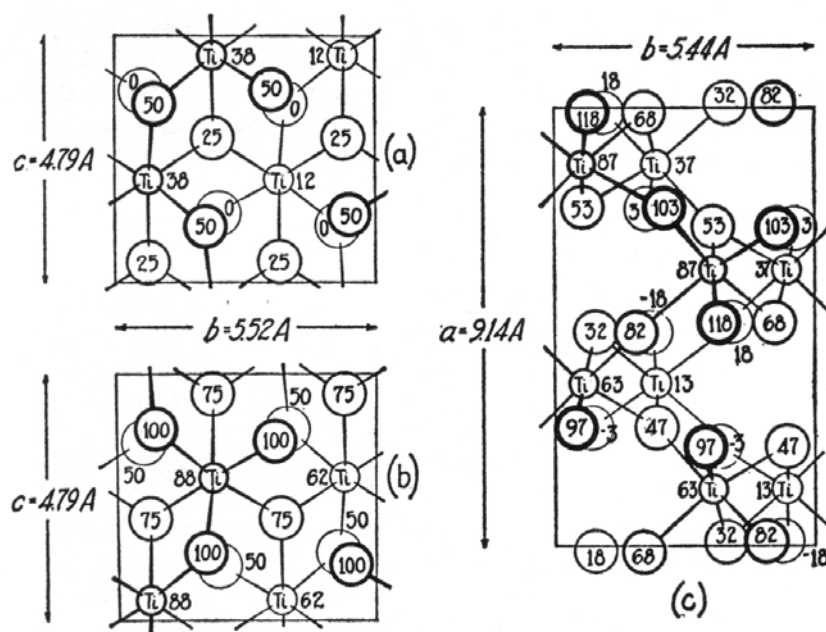 Ti 38 12 Ti
0 50 50 0
25 25 (a)
c=4.79A
Ti 38 Ti 12
50 0 0 50
25 25
b=5.52A
75 50 75
100 100
50 88 Ti 62 Ti (b)
c=4.79A
75 75 50
100 50 100
Ti 88 Ti 62
b=5.44A
118 18 68 32 82
Ti 87 Ti 37
53 3 103 53 103 3
87 Ti 37 Ti
-18
a=9.14A
32 82 118 18 68
Ti 63 Ti 13
97 -3 47 97 -3 47
63 Ti 13 Ti
18 68 32 82 -18
(c)